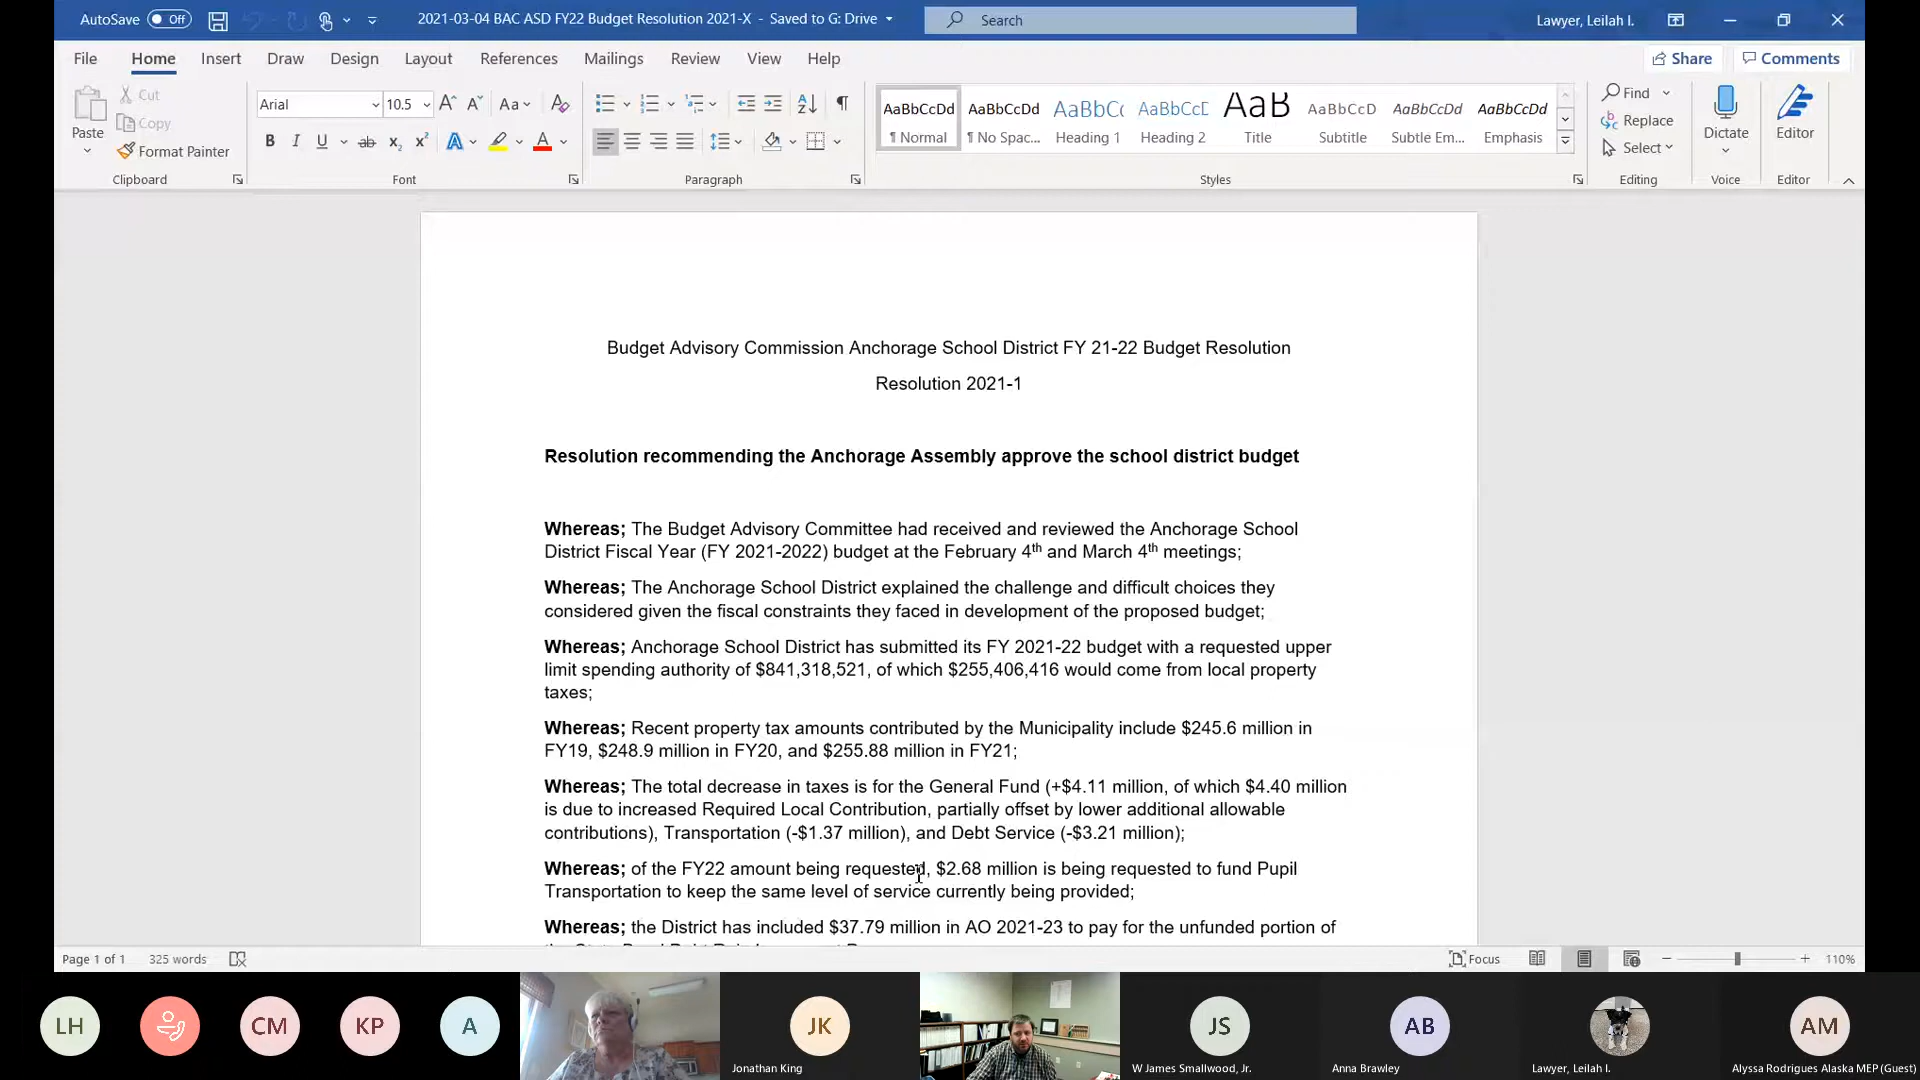 AutoSave Off
2021-03-04 BAC ASD FY22 Budget Resolution 2021-X - Saved to G: Drive
Search
Lawyer, Leilah I.
File Home Insert Draw Design Layout References Mailings Review View Help
Share Comments
Paste
Cut
Copy
Format Painter
Clipboard
Arial 10.5
Aa
Font
Paragraph
AaBbCcDd AaBbCcDd AaBbC( AaBbCcE AaB AaBbCcD AaBbCcDd AaBbCcDd
¶ Normal ¶ No Spac... Heading 1 Heading 2 Title Subtitle Subtle Em... Emphasis
Styles
Find
Replace
Select
Editing
Dictate
Voice
Editor
Editor
Budget Advisory Commission Anchorage School District FY 21-22 Budget Resolution
Resolution 2021-1
Resolution recommending the Anchorage Assembly approve the school district budget
Whereas; The Budget Advisory Committee had received and reviewed the Anchorage School
District Fiscal Year (FY 2021-2022) budget at the February 4th and March 4th meetings;
Whereas; The Anchorage School District explained the challenge and difficult choices they
considered given the fiscal constraints they faced in development of the proposed budget;
Whereas; Anchorage School District has submitted its FY 2021-22 budget with a requested upper
limit spending authority of $841,318,521, of which $255,406,416 would come from local property
taxes;
Whereas; Recent property tax amounts contributed by the Municipality include $245.6 million in
FY19, $248.9 million in FY20, and $255.88 million in FY21;
Whereas; The total decrease in taxes is for the General Fund (+$4.11 million, of which $4.40 million
is due to increased Required Local Contribution, partially offset by lower additional allowable
contributions), Transportation (-$1.37 million), and Debt Service (-$3.21 million);
Whereas; of the FY22 amount being requested, $2.68 million is being requested to fund Pupil
Transportation to keep the same level of service currently being provided;
Whereas; the District has included $37.79 million in AO 2021-23 to pay for the unfunded portion of
Page 1 of 1 325 words
Focus
110%
LH CM KP A JK JS AB AM
Jonathan King
W James Smallwood, Jr.
Anna Brawley
Lawyer, Leilah I.
Alyssa Rodrigues Alaska MEP (Guest)